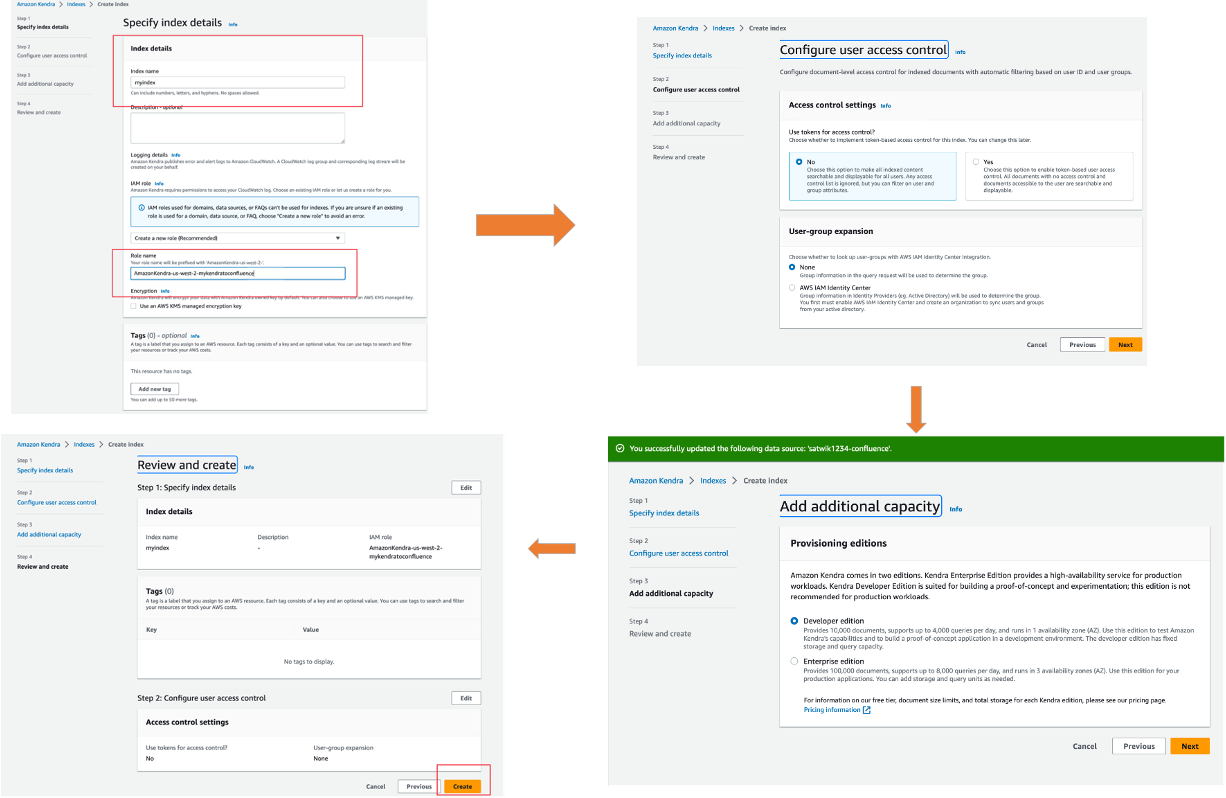 Amazon Kendra > Indexes > Create index
Step 1
Specify index details
Step 2
Configure user access control
Step 3
Add additional capacity
Step 4
Review and create
Specify index details Info
Index details
Index name
myindex
Can include numbers, letters, and hyphens. No spaces allowed.
Description - optional
Logging details Info
Amazon Kendra publishes error and alert logs to Amazon CloudWatch. A CloudWatch log group and corresponding log stream will be
created on your behalf.
IAM role Info
Amazon Kendra requires permissions to access your CloudWatch log. Choose an existing IAM role or let us create a role for you.
IAM roles used for domains, data sources, or FAQs can't be used for indexes. If you are unsure if an existing
role is used for a domain, data source, or FAQ, choose "Create a new role" to avoid an error.
Create a new role (Recommended)
Role name
Your role name will be prefixed with 'AmazonKendra-us-west-2-'.
AmazonKendra-us-west-2-mykendratoconfluence
Encryption Info
Amazon Kendra will encrypt your data with Amazon Kendra owned key by default. You can also choose to use an AWS KMS managed key.
Use an AWS KMS managed encryption key
Tags (0) - optional Info
A tag is a label that you assign to an AWS resource. Each tag consists of a key and an optional value. You can use tags to search and filter
your resources or track your AWS costs.
This resource has no tags.
Add new tag
You can add up to 50 more tags.
Amazon Kendra > Indexes > Create index
Step 1
Specify index details
Step 2
Configure user access control
Step 3
Add additional capacity
Step 4
Review and create
Configure user access control Info
Configure document-level access control for indexed documents with automatic filtering based on user ID and user groups.
Access control settings Info
Use tokens for access control?
Choose whether to implement token-based access control for this index. You can change this later.
No
Choose this option to make all indexed content
searchable and displayable for all users. Any access
control list is ignored, but you can filter on user and
group attributes.
Yes
Choose this option to enable token-based user access
control. All documents with no access control and
documents accessible to the user are searchable and
displayable.
User-group expansion
Choose whether to look up user-groups with AWS IAM Identity Center integration.
None
Group information in the query request will be used to determine the group.
AWS IAM Identity Center
Group information in Identity Providers (eg. Active Directory) will be used to determine the group.
You first must enable AWS IAM Identity Center and create an organization to sync users and groups
from your active directory.
Cancel Previous Next
You successfully updated the following data source: 'satwik1234-confluence'.
Amazon Kendra > Indexes > Create index
Step 1
Specify index details
Step 2
Configure user access control
Step 3
Add additional capacity
Step 4
Review and create
Add additional capacity Info
Provisioning editions
Amazon Kendra comes in two editions. Kendra Enterprise Edition provides a high-availability service for production
workloads. Kendra Developer Edition is suited for building a proof-of-concept and experimentation; this edition is not
recommended for production workloads.
Developer edition
Provides 10,000 documents, supports up to 4,000 queries per day, and runs in 1 availability zone (AZ). Use this edition to test Amazon
Kendra's capabilities and to build a proof-of-concept application in a development environment. The developer edition has fixed
storage and query capacity.
Enterprise edition
Provides 100,000 documents, supports up to 8,000 queries per day, and runs in 3 availability zones (AZ). Use this edition for your
production applications. You can add storage and query units as needed.
For information on our free tier, document size limits, and total storage for each Kendra edition, please see our pricing page.
Pricing information
Cancel Previous Next
Amazon Kendra > Indexes > Create index
Step 1
Specify index details
Step 2
Configure user access control
Step 3
Add additional capacity
Step 4
Review and create
Review and create Info
Step 1: Specify index details Edit
Index details
Index name Description IAM role
myindex - AmazonKendra-us-west-2-
mykendratoconfluence
Tags (0)
A tag is a label that you assign to an AWS resource. Each tag consists of a key and an optional value. You can use tags to search and filter
your resources or track your AWS costs.
Key Value
No tags to display.
Step 2: Configure user access control Edit
Access control settings
Use tokens for access control? User-group expansion
No None
Cancel Previous Create